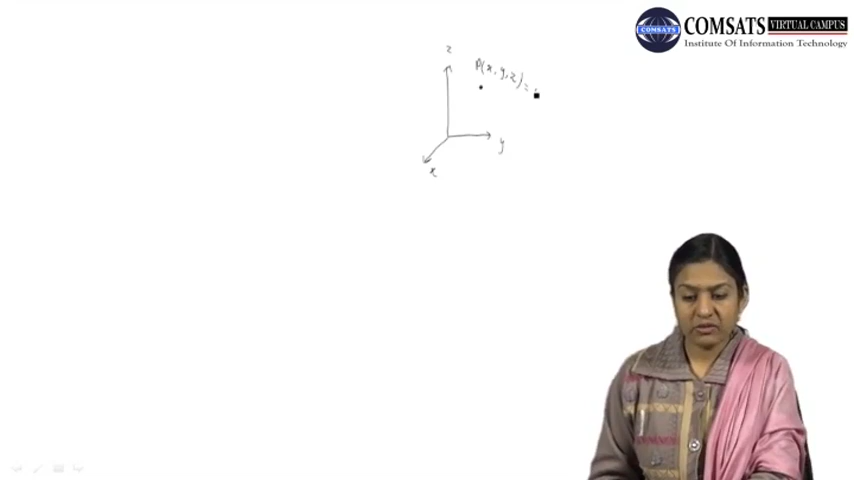 COMSATS VIRTUAL CAMPUS
Institute Of Information Technology
COMSATS
z
P(x, y, z) =
y
x